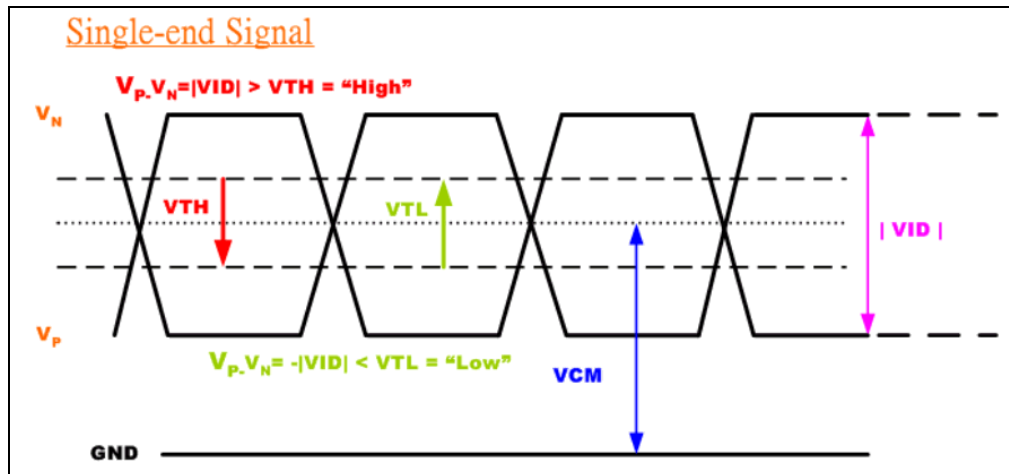 Single-end Signal
VP-VN=|VID| > VTH = “High”
VN
VTH
VTL
| VID |
VP
VP-VN= -|VID| < VTL = “Low”
VCM
GND